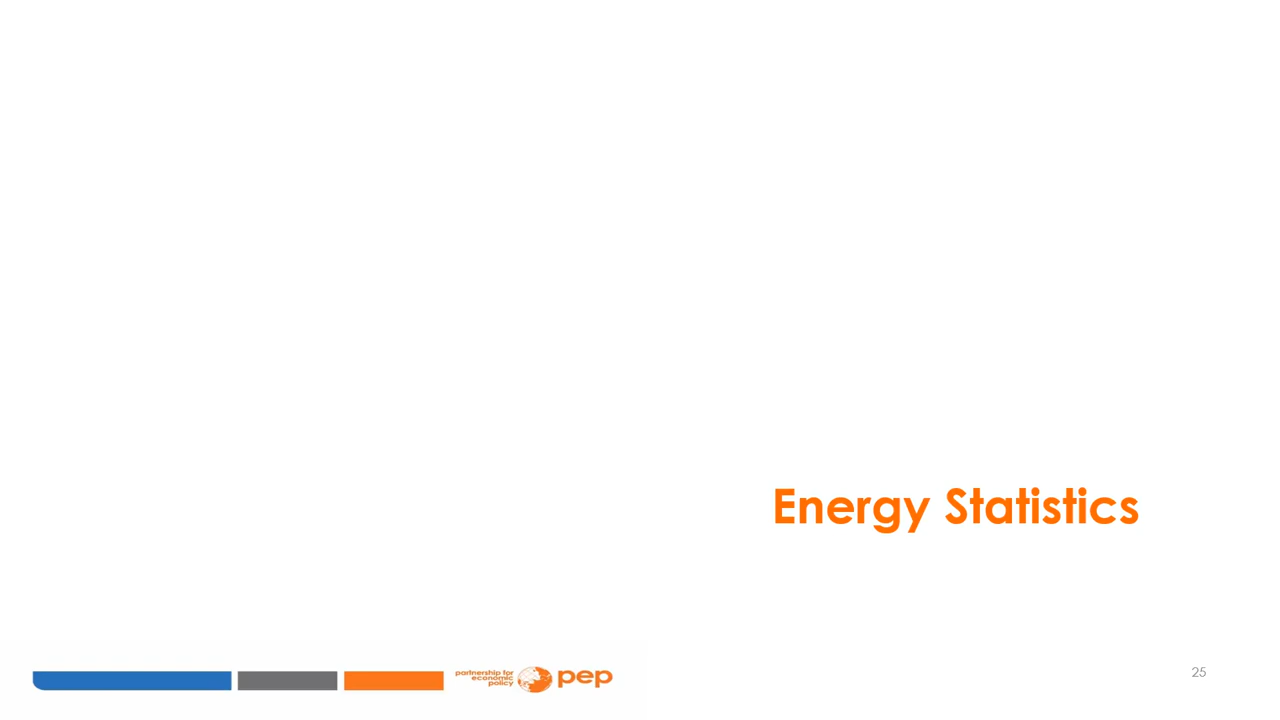 Energy Statistics
partnership for
economic
policy
pep
25